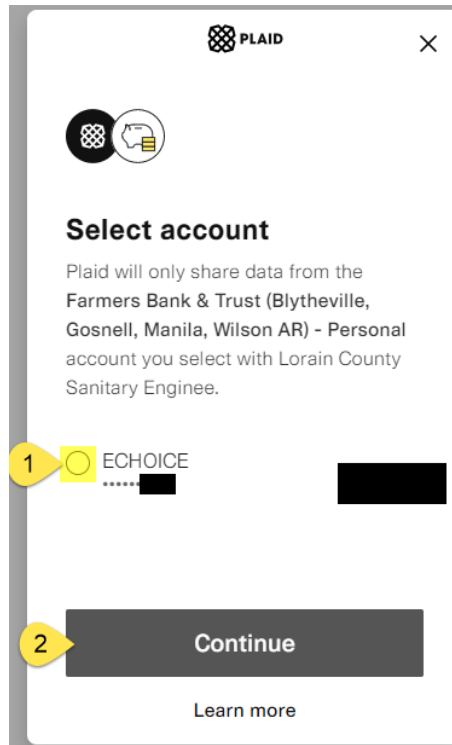 PLAID
Select account
Plaid will only share data from the
Farmers Bank & Trust (Blytheville,
Gosnell, Manila, Wilson AR) - Personal
account you select with Lorain County
Sanitary Enginee.
1
ECHOICE
••••••
2
Continue
Learn more